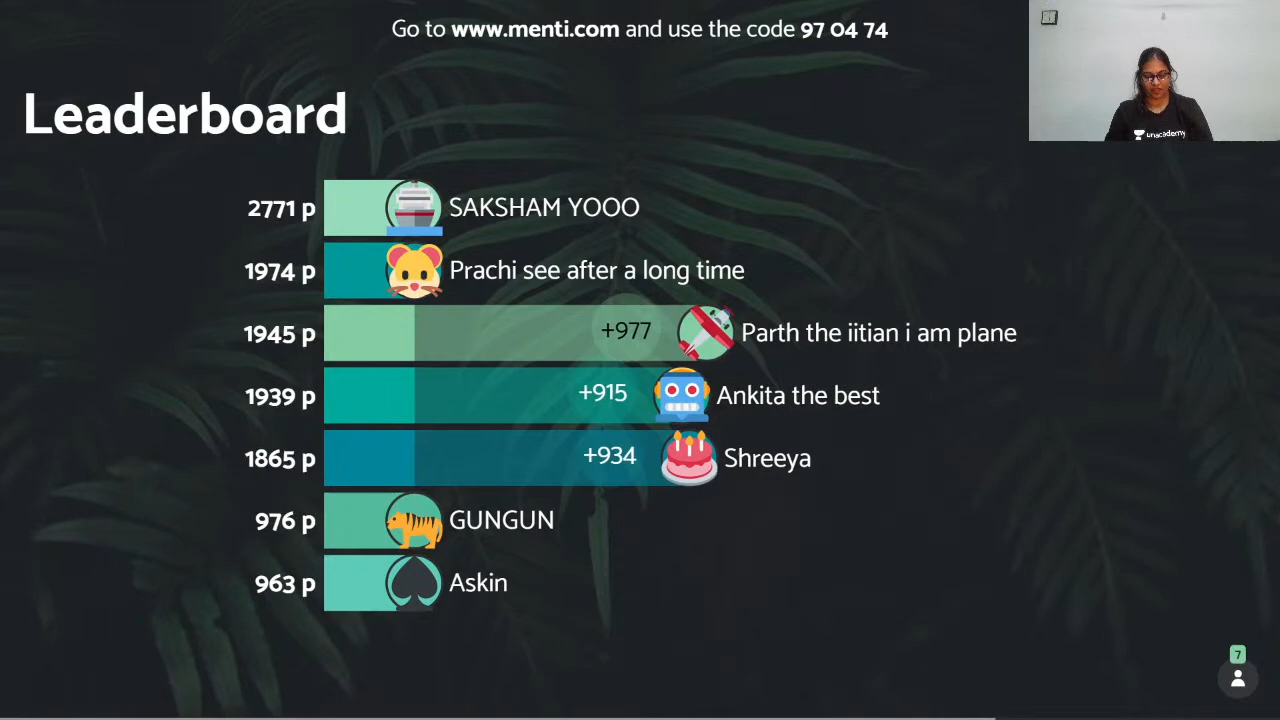 Go to www.menti.com and use the code 97 04 74
Leaderboard
unacademy
2771 p SAKSHAM YOOO
1974 p Prachi see after a long time
1945 p +977 Parth the iitian i am plane
1939 p +915 Ankita the best
1865 p +934 Shreeya
976 p GUNGUN
963 p Askin
7